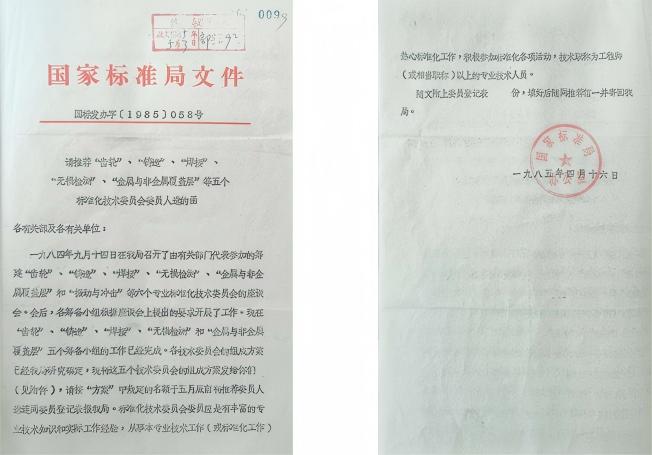 0099
国家标准局文件
国标发办字〔1985〕058号
请推荐“齿轮”、“铸造”、“焊接”、
“无损检测”、“金属与非金属覆盖层”等五个
标准化技术委员会委员人选的函
各有关部及各有关单位：
一九八四年九月十四日在我局召开了由有关部门代表参加的筹
建“齿轮”、“铸造”、“焊接”、“无损检测”、“金属与非金
属覆盖层”和“振动与冲击”等六个专业标准化技术委员会的座谈
会。会后，各筹备小组根据座谈会上提出的要求开展了工作。现在
“齿轮”、“铸造”、“焊接”、“无损检测”和“金属与非金属
覆盖层”五个筹备小组的工作已经完成。各技术委员会的组成方案
已经我局研究确定，现将这五个技术委员会的组成方案发给你们
（见附件），请按“方案”中规定的名额于五月底前将推荐委员人
选连同委员登记表报我局。标准化技术委员会委员应是有丰富的专
业技术知识和实际工作经验，从事本专业技术工作（或标准化工作）
热心标准化工作，积极参加标准化各项活动，技术职称为工程师
（或相当职称）以上的专业技术人员。
随文附上委员登记表 份，填好后随同推荐信一并寄回我
局。
国家标准局
办公室
一九八五年四月十六日